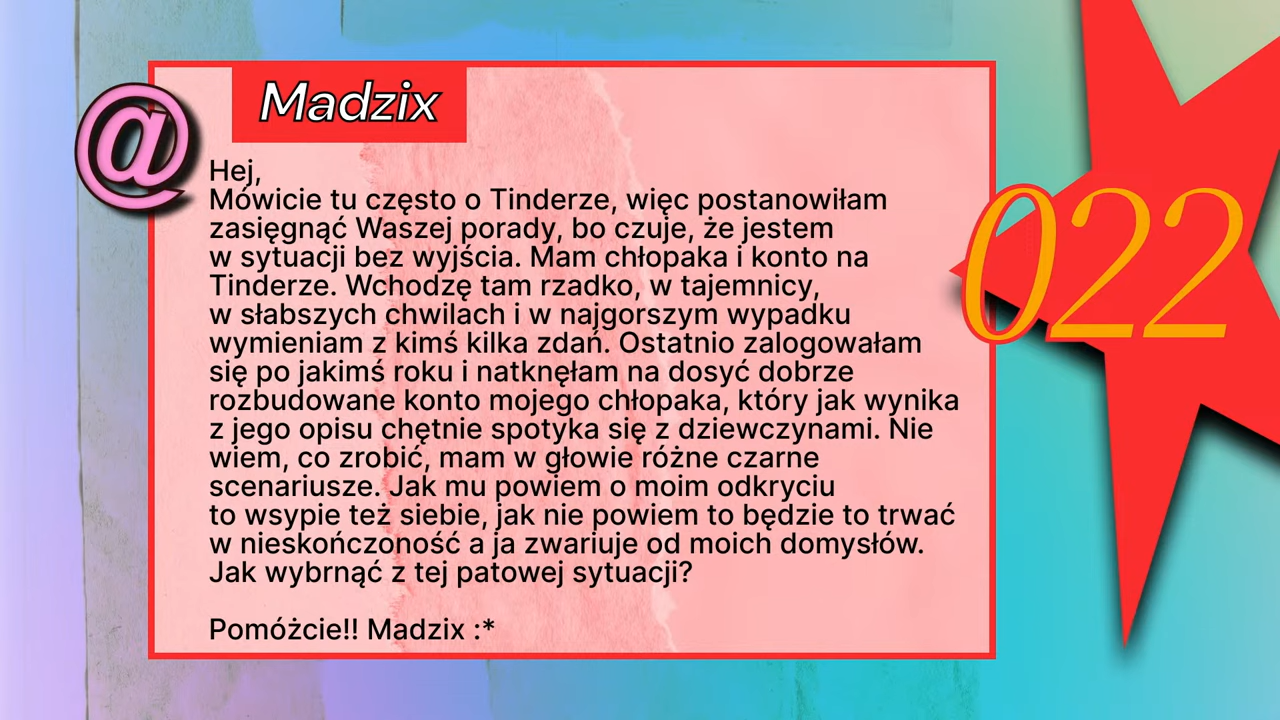 @
Madzix
022
Hej,
Mówicie tu często o Tinderze, więc postanowiłam
zasięgnąć Waszej porady, bo czuje, że jestem
w sytuacji bez wyjścia. Mam chłopaka i konto na
Tinderze. Wchodzę tam rzadko, w tajemnicy,
w słabszych chwilach i w najgorszym wypadku
wymieniam z kimś kilka zdań. Ostatnio zalogowałam
się po jakimś roku i natknęłam na dosyć dobrze
rozbudowane konto mojego chłopaka, który jak wynika
z jego opisu chętnie spotyka się z dziewczynami. Nie
wiem, co zrobić, mam w głowie różne czarne
scenariusze. Jak mu powiem o moim odkryciu
to wsypie też siebie, jak nie powiem to będzie to trwać
w nieskończoność a ja zwariuje od moich domysłów.
Jak wybrnąć z tej patowej sytuacji?
Pomóżcie!! Madzix :*